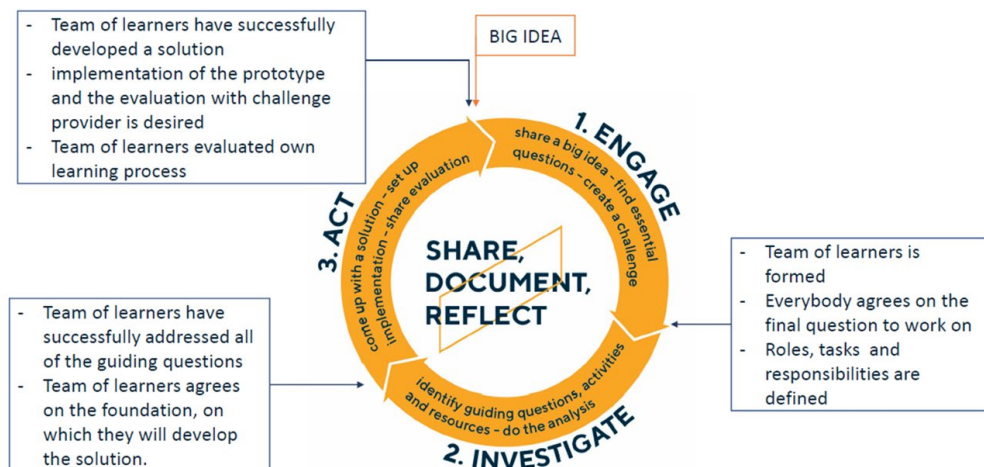 - Team of learners have successfully
developed a solution
- implementation of the prototype
and the evaluation with challenge
provider is desired
- Team of learners evaluated own
learning process
BIG IDEA
1. ENGAGE
share a big idea - find essential
questions - create a challenge
- Team of learners is
formed
- Everybody agrees on the
final question to work on
- Roles, tasks and
responsibilities are
defined
2. INVESTIGATE
identify guiding questions, activities
and resources - do the analysis
- Team of learners have
successfully addressed all
of the guiding questions
- Team of learners agrees
on the foundation, on
which they will develop
the solution.
3. ACT
come up with a solution - set up
implementation - share evaluation
SHARE,
DOCUMENT,
REFLECT